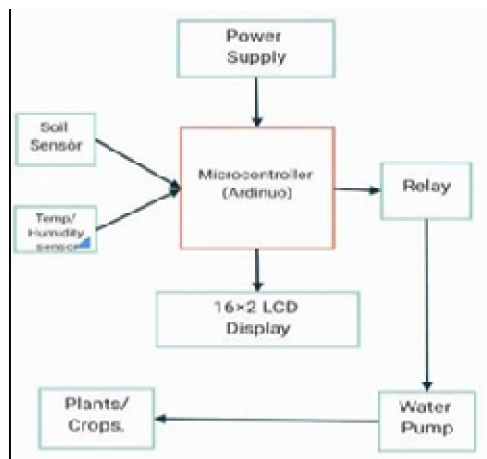 Power
Supply
Soil
Sensor
Microcontroller
(Ardinuo)
Relay
Temp/
Humidity
sensor
16×2 LCD
Display
Plants/
Crops.
Water
Pump